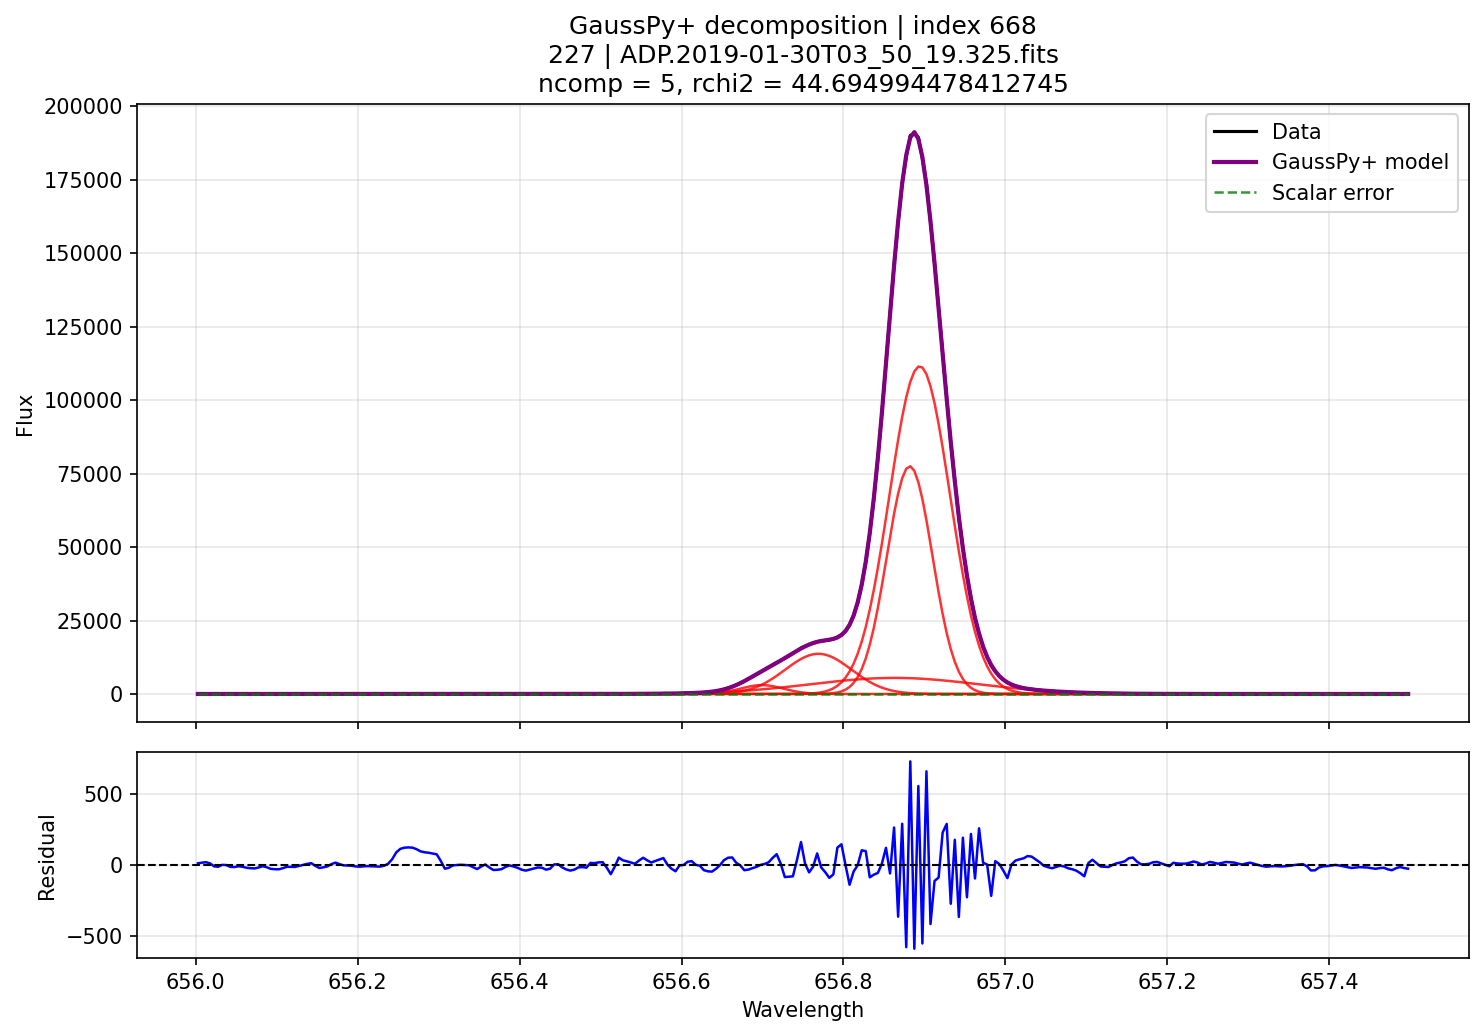 GaussPy+ decomposition | index 668
227 | ADP.2019-01-30T03_50_19.325.fits
ncomp = 5, rchi2 = 44.694994478412745
200000
175000
150000
125000
100000
75000
50000
25000
0
Flux
Data
GaussPy+ model
Scalar error
500
0
−500
Residual
656.0
656.2
656.4
656.6
656.8
657.0
657.2
657.4
Wavelength